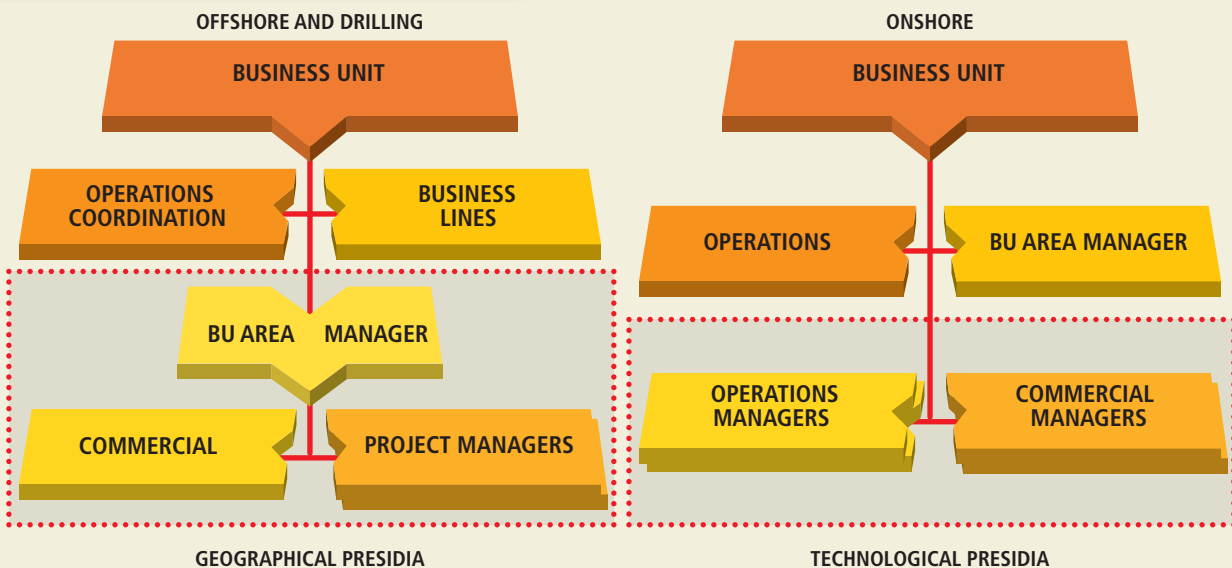 OFFSHORE AND DRILLING
BUSINESS UNIT
OPERATIONS
COORDINATION
BUSINESS
LINES
BU AREA MANAGER
COMMERCIAL
PROJECT MANAGERS
GEOGRAPHICAL PRESIDIA
ONSHORE
BUSINESS UNIT
OPERATIONS
BU AREA MANAGER
OPERATIONS
MANAGERS
COMMERCIAL
MANAGERS
TECHNOLOGICAL PRESIDIA